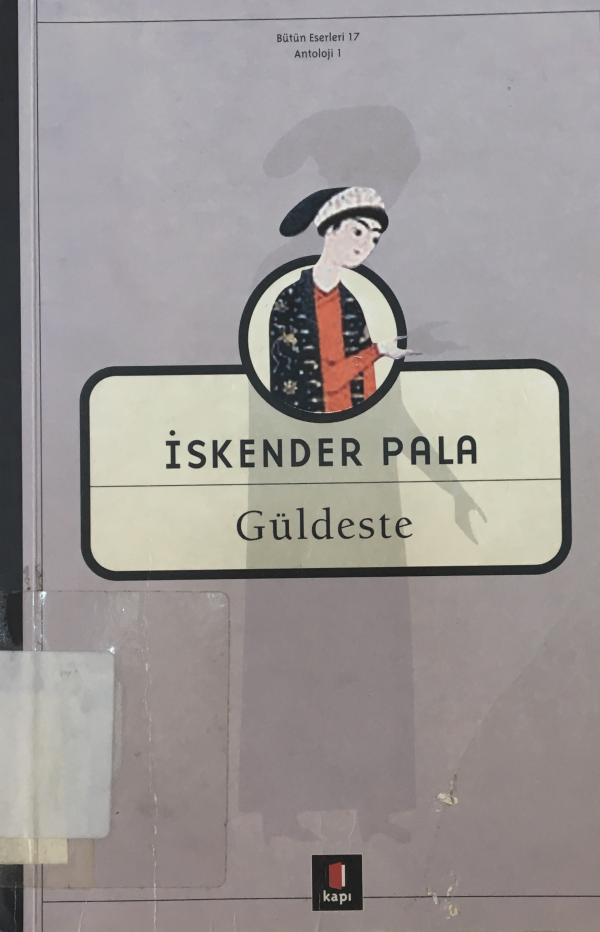 Bütün Eserleri 17
Antoloji 1
İSKENDER PALA
Güldeste
kapı